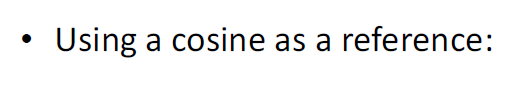 • Using a cosine as a reference: